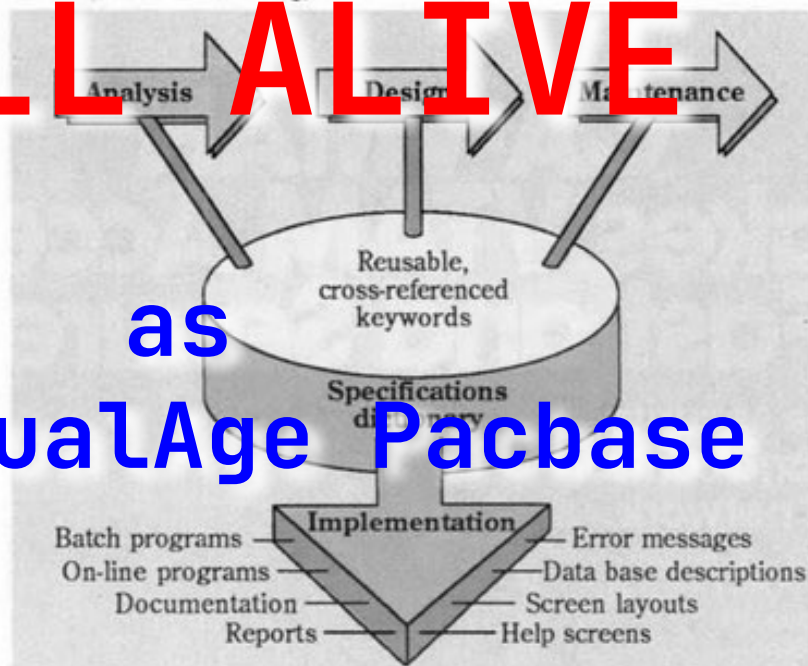 LL ALIVE
Analysis Design Maintenance
Reusable,
cross-referenced
keywords
as
Specifications
dictionary
ualAge Pacbase
Implementation
Batch programs
Error messages
On-line programs
Data base descriptions
Documentation
Screen layouts
Reports
Help screens